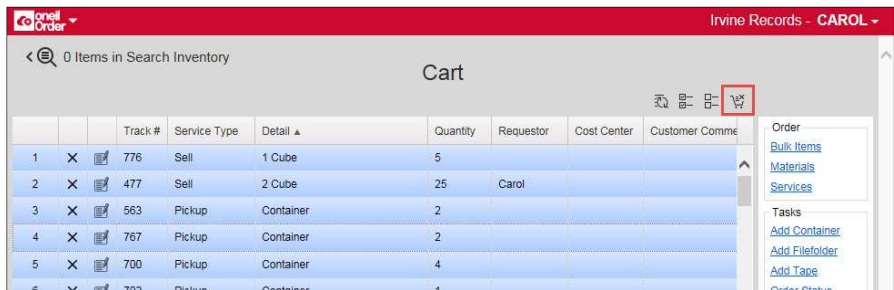 oneil Order
Irvine Records - CAROL
0 Items in Search Inventory
Cart
Track # Service Type Detail Quantity Requestor Cost Center Customer Comme
1 776 Sell 1 Cube 5
2 477 Sell 2 Cube 25 Carol
3 563 Pickup Container 2
4 767 Pickup Container 2
5 700 Pickup Container 4
Order
Bulk Items
Materials
Services
Tasks
Add Container
Add Filefolder
Add Tape
Order Status